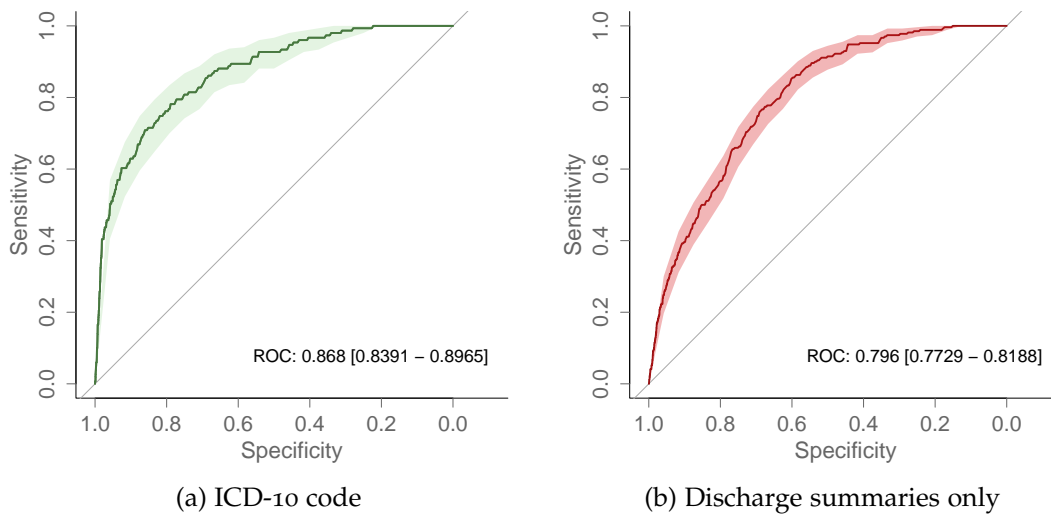 1.0
0.8
0.6
0.4
0.2
0.0
Sensitivity
ROC: 0.868 [0.8391 – 0.8965]
1.0 0.8 0.6 0.4 0.2 0.0
Specificity
(a) ICD-10 code
1.0
0.8
0.6
0.4
0.2
0.0
Sensitivity
ROC: 0.796 [0.7729 – 0.8188]
1.0 0.8 0.6 0.4 0.2 0.0
Specificity
(b) Discharge summaries only